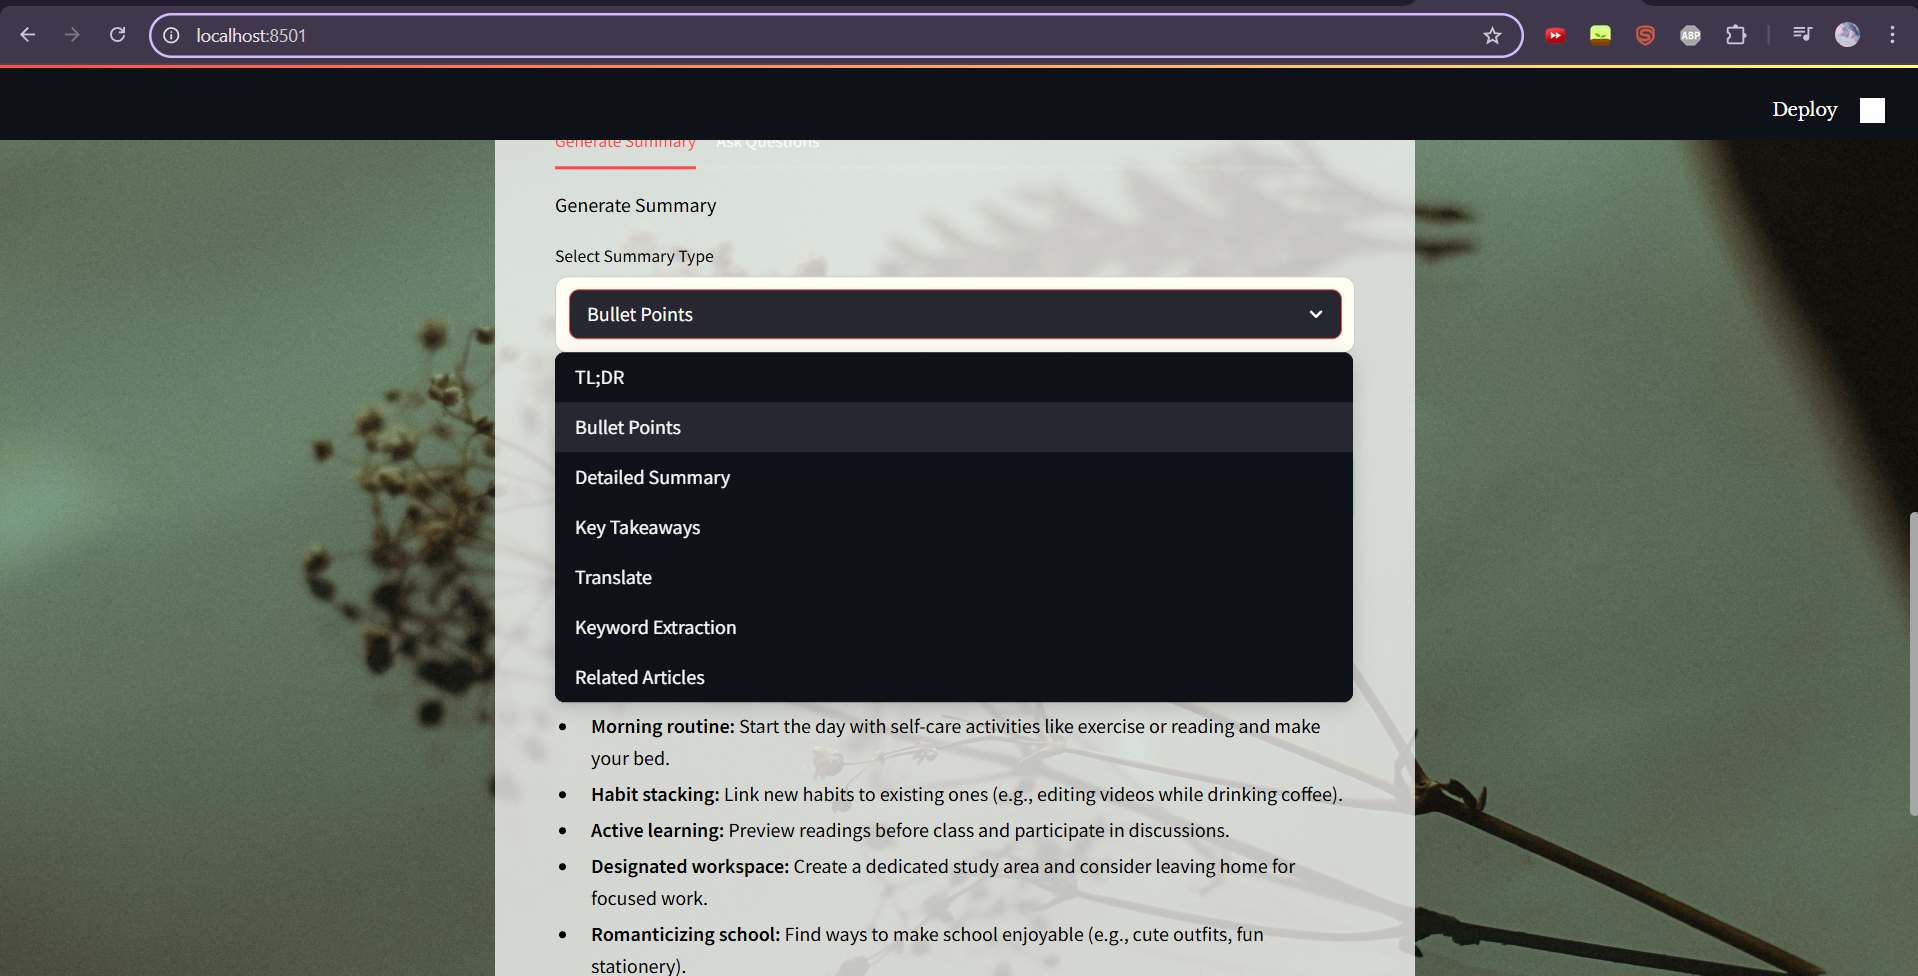 localhost:8501
ABP
Deploy
Generate Summary Ask Questions
Generate Summary
Select Summary Type
Bullet Points
TL;DR
Bullet Points
Detailed Summary
Key Takeaways
Translate
Keyword Extraction
Related Articles
• Morning routine: Start the day with self-care activities like exercise or reading and make
your bed.
• Habit stacking: Link new habits to existing ones (e.g., editing videos while drinking coffee).
• Active learning: Preview readings before class and participate in discussions.
• Designated workspace: Create a dedicated study area and consider leaving home for
focused work.
• Romanticizing school: Find ways to make school enjoyable (e.g., cute outfits, fun
stationery).